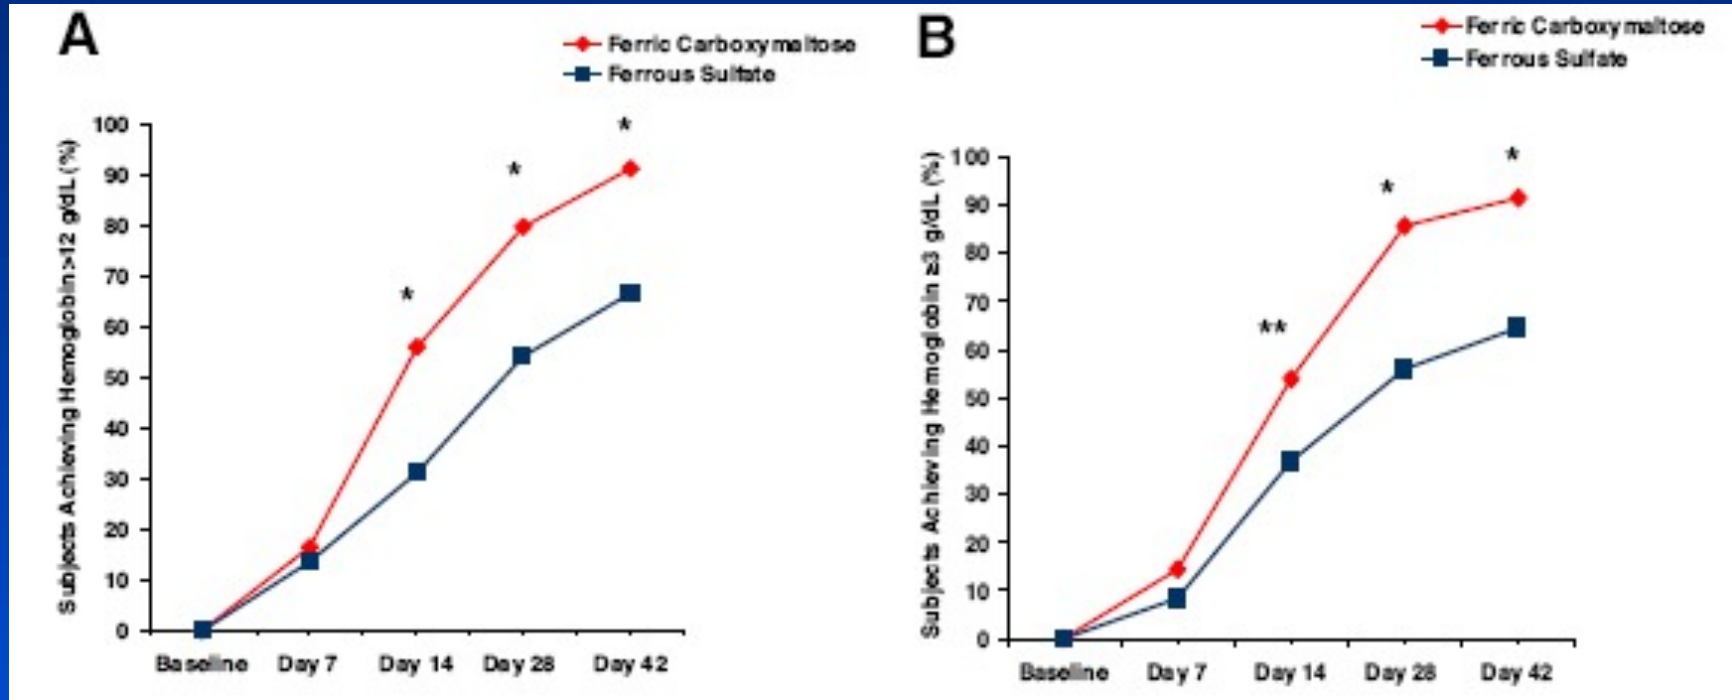 A
Ferric Carboxymaltose
Ferrous Sulfate
Subjects Achieving Hemoglobin >12 g/dL (%)
100
90
80
70
60
50
40
30
20
10
0
*
*
*
Baseline Day 7 Day 14 Day 28 Day 42
B
Ferric Carboxymaltose
Ferrous Sulfate
Subjects Achieving Hemoglobin ≥3 g/dL (%)
100
90
80
70
60
50
40
30
20
10
0
**
*
*
Baseline Day 7 Day 14 Day 28 Day 42